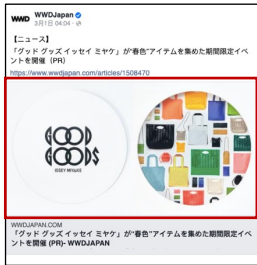 WWD WWDJapan
3月1日 04:04
【ニュース】
「グッド グッズ イッセイ ミヤケ」が“春色”アイテムを集めた期間限定イベ
ントを開催（PR）
https://www.wwdjapan.com/articles/1508470
GOOD
GOODS
ISSEY MIYAKE
WWDJAPAN.COM
「グッド グッズ イッセイ ミヤケ」が“春色”アイテムを集めた期間限定イベ
ントを開催 (PR)- WWDJAPAN